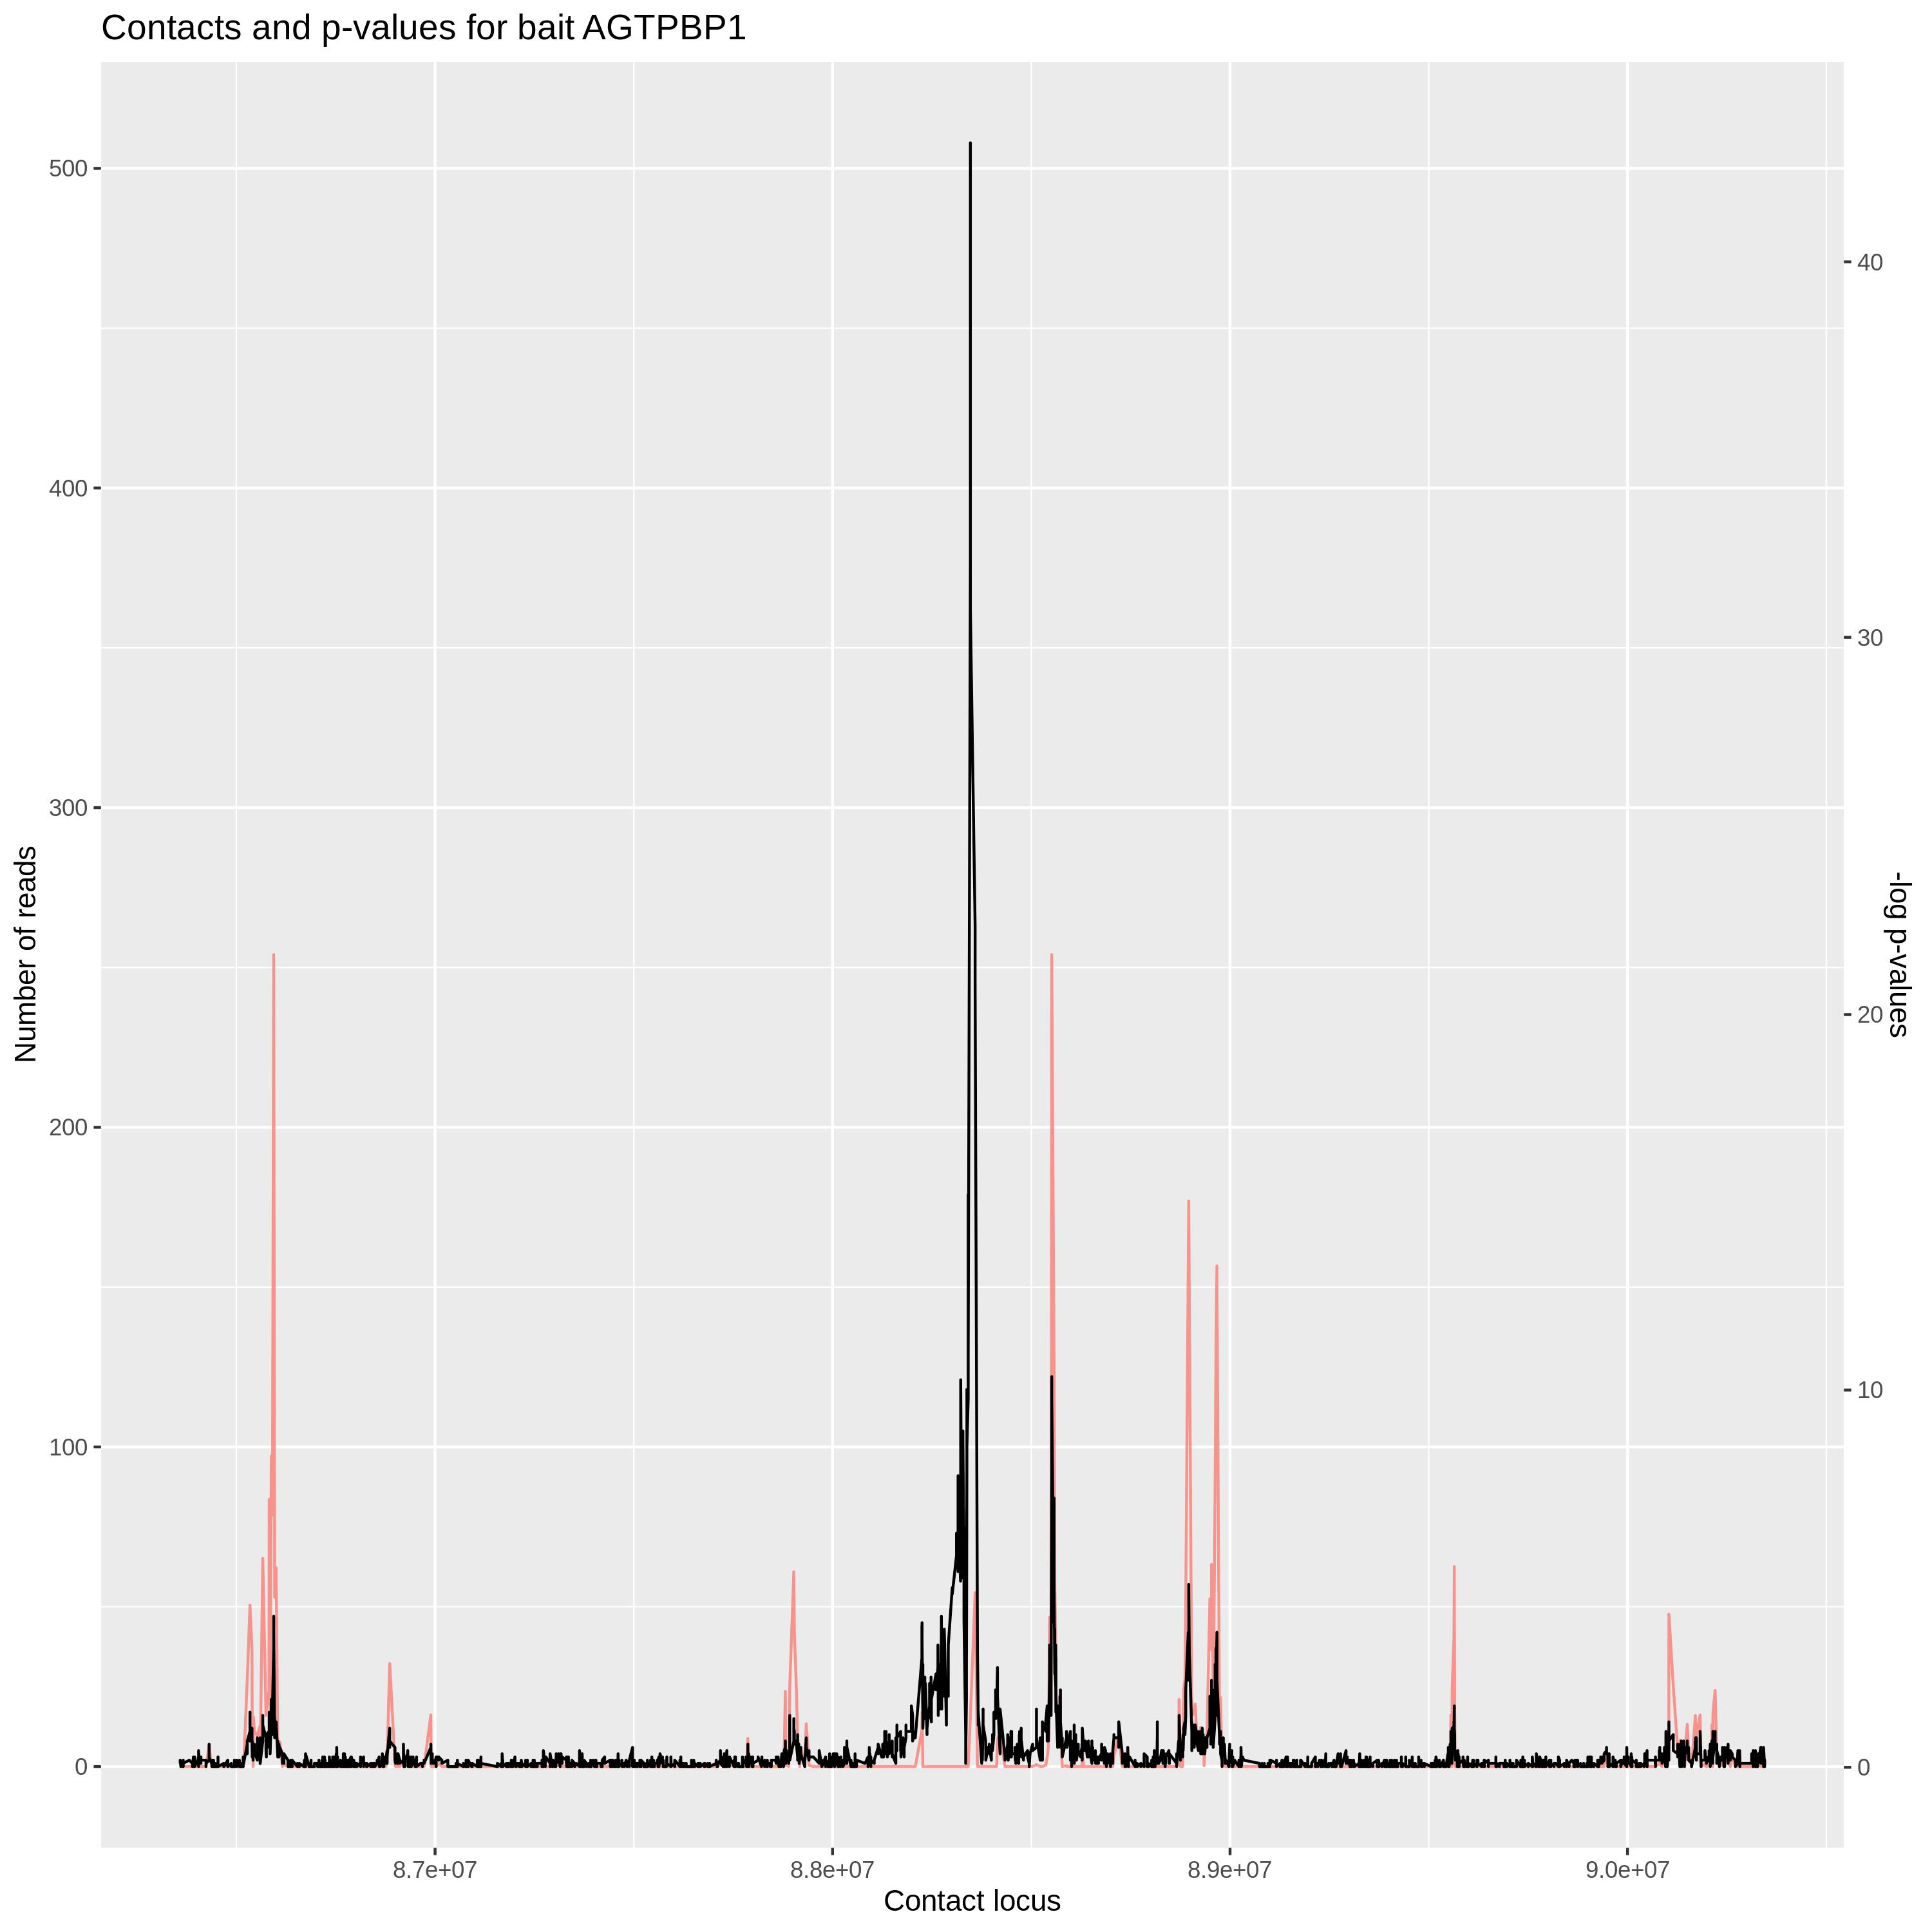 Contacts and p-values for bait AGTPBP1
500
400
300
200
100
0
Number of reads
40
30
20
10
0
-log p-values
8.7e+07
8.8e+07
8.9e+07
9.0e+07
Contact locus